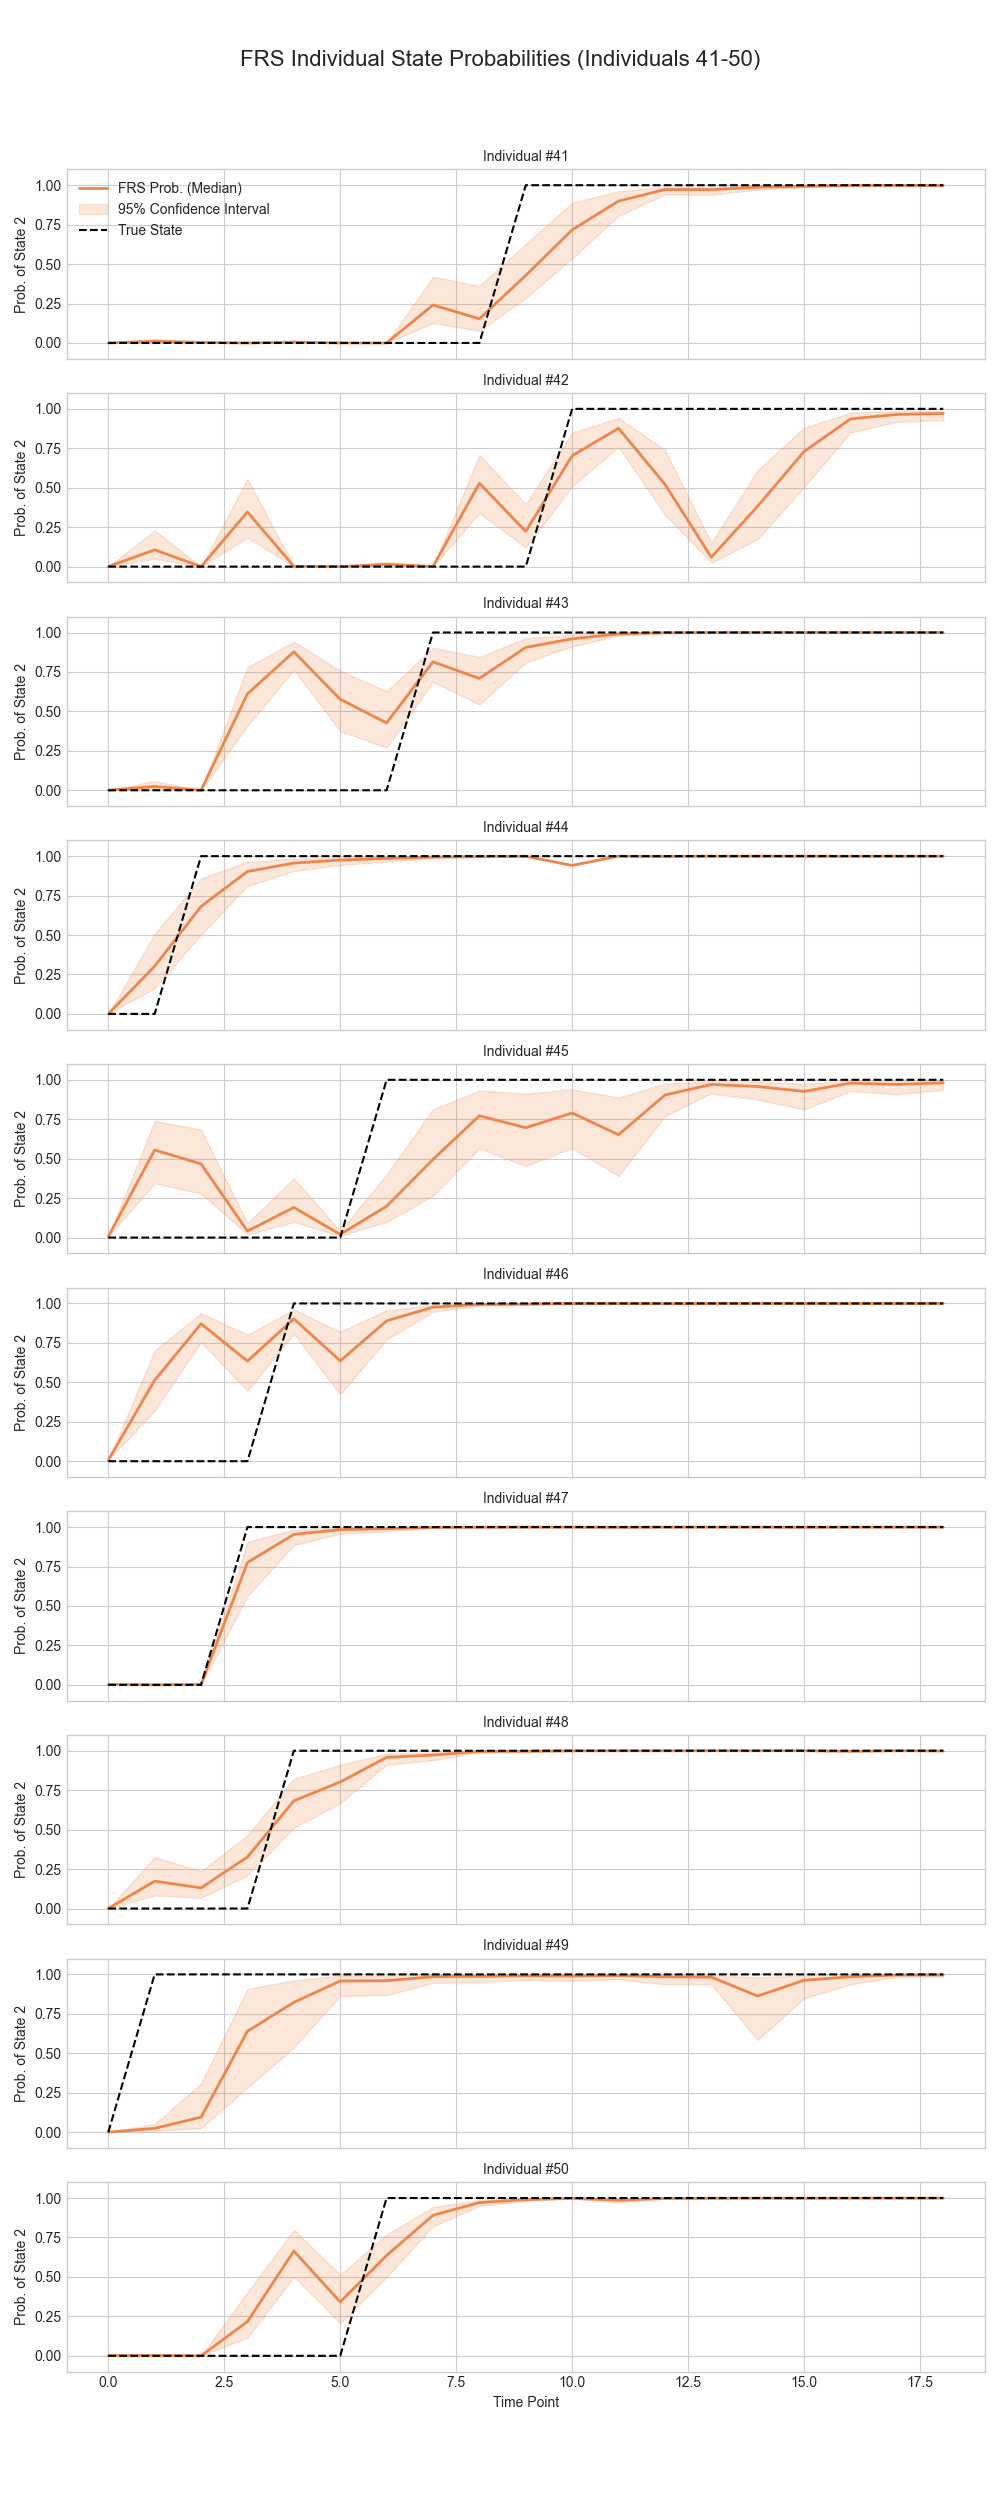 FRS Individual State Probabilities (Individuals 41-50)
Individual #41
1.00
0.75
0.50
0.25
0.00
Prob. of State 2
FRS Prob. (Median)
95% Confidence Interval
True State
Individual #42
1.00
0.75
0.50
0.25
0.00
Prob. of State 2
Individual #43
1.00
0.75
0.50
0.25
0.00
Prob. of State 2
Individual #44
1.00
0.75
0.50
0.25
0.00
Prob. of State 2
Individual #45
1.00
0.75
0.50
0.25
0.00
Prob. of State 2
Individual #46
1.00
0.75
0.50
0.25
0.00
Prob. of State 2
Individual #47
1.00
0.75
0.50
0.25
0.00
Prob. of State 2
Individual #48
1.00
0.75
0.50
0.25
0.00
Prob. of State 2
Individual #49
1.00
0.75
0.50
0.25
0.00
Prob. of State 2
Individual #50
1.00
0.75
0.50
0.25
0.00
Prob. of State 2
0.0 2.5 5.0 7.5 10.0 12.5 15.0 17.5
Time Point